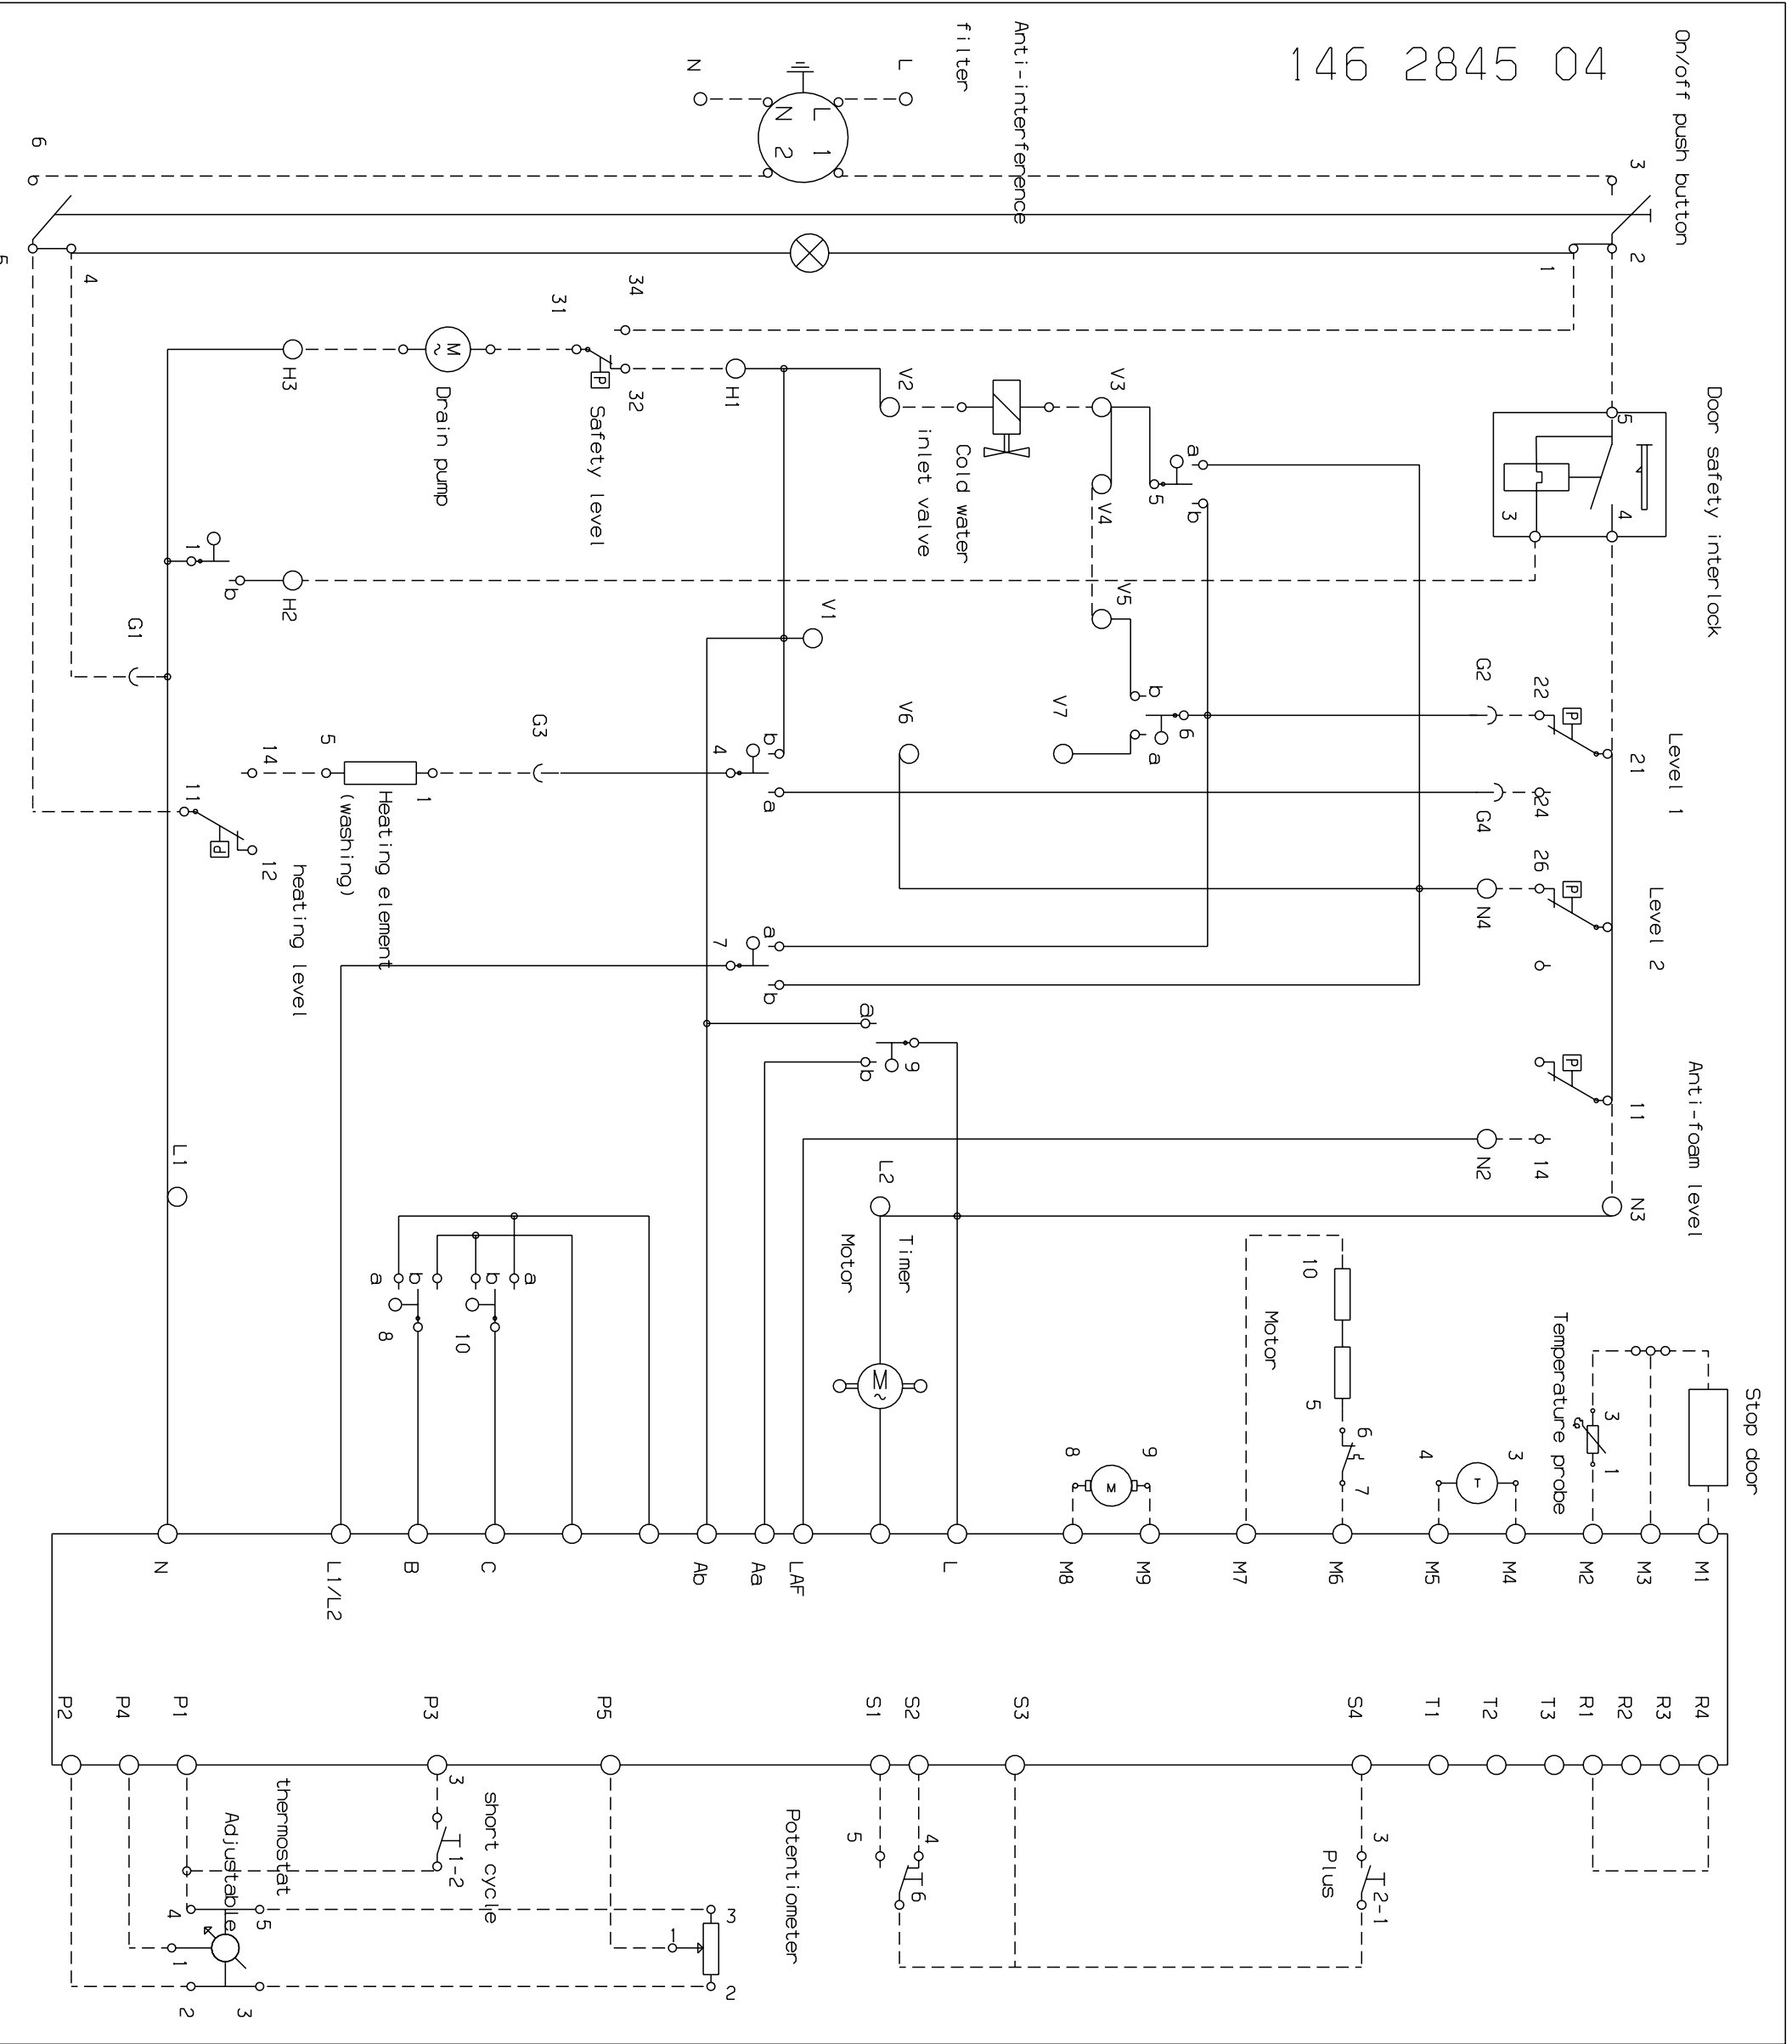 146 2845 04
On/off push button
3
2
1
Anti-interference
filter
L
N
L 1
N 2
6
5
4
Door safety interlock
5
4
3
34
31
32
Safety level
H1
H3
M
~
Drain pump
V2
V3
Cold water
inlet valve
V4
a
5
b
V5
V1
1
b
H2
G1
Level 1
22
21
G2
24
G4
P
b
6
a
V7
V6
4
b
a
G3
5
1
14
Heating element
(washing)
11
12
P
heating level
Level 2
26
N4
P
7
a
b
a
9
b
Anti-foam level
11
14
P
N2
N3
L1
L2
Timer
Motor
M
~
a
b
b
a
8
10
Stop door
Temperature probe
3
1
3
4
T
Motor
10
5
6
7
9
8
M
N
L1/L2
B
C
Ab
Aa
LAF
L
M8
M9
M7
M6
M5
M4
M2
M3
M1
P2
P4
P1
P3
P5
S1
S2
S3
S4
T1
T2
T3
R1
R2
R3
R4
Adjustable
thermostat
4
5
1
2
3
short cycle
3
1-2
Potentiometer
3
1
2
5
4
6
Plus
3
2-1